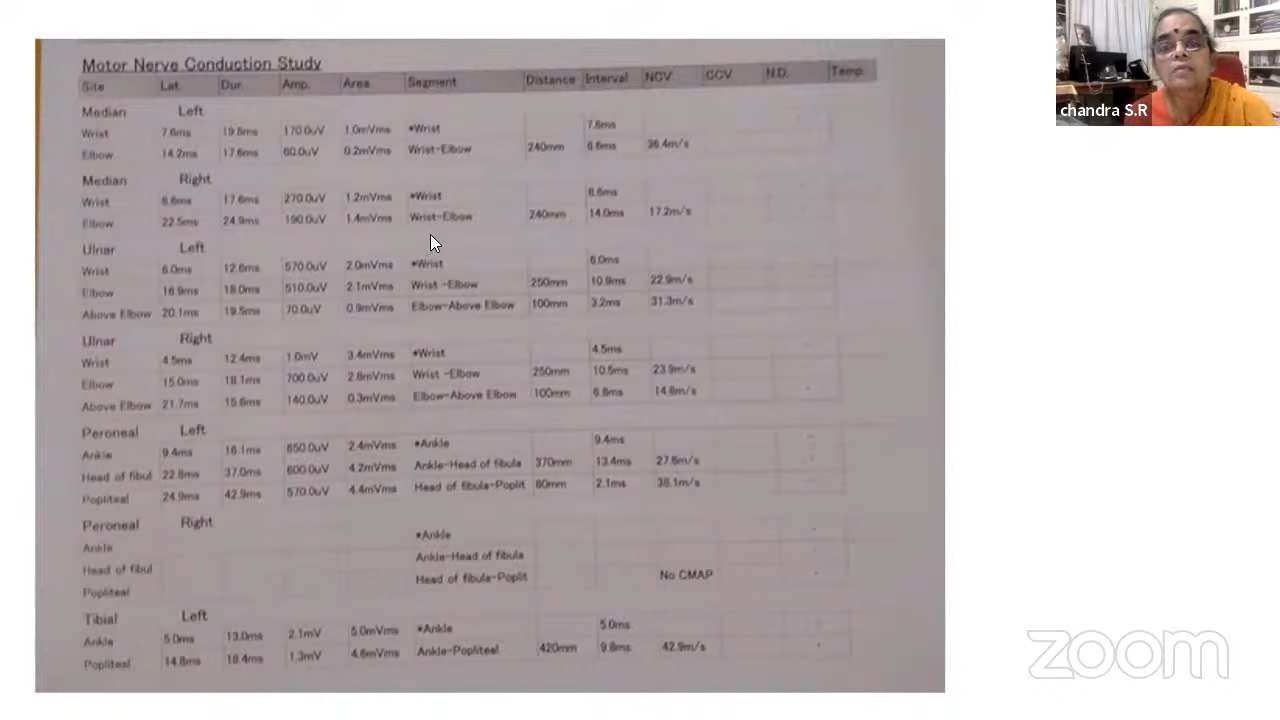 Motor Nerve Conduction Study
Site Lat. Dur. Amp. Area Segment Distance Interval NCV CCV N.D. Temp.
Median Left
Wrist 7.6ms 19.8ms 170.0uV 1.0mVms *Wrist 7.6ms
Elbow 14.2ms 17.6ms 60.0uV 0.2mVms Wrist-Elbow 240mm 6.6ms 36.4m/s
Median Right
Wrist 8.6ms 17.6ms 270.0uV 1.2mVms *Wrist 8.6ms
Elbow 22.5ms 24.9ms 190.0uV 1.4mVms Wrist-Elbow 240mm 14.0ms 17.2m/s
Ulnar Left
Wrist 6.0ms 12.6ms 570.0uV 2.0mVms *Wrist 6.0ms
Elbow 16.9ms 18.0ms 510.0uV 2.1mVms Wrist -Elbow 250mm 10.9ms 22.9m/s
Above Elbow 20.1ms 19.5ms 70.0uV 0.9mVms Elbow-Above Elbow 100mm 3.2ms 31.3m/s
Ulnar Right
Wrist 4.5ms 12.4ms 1.0mV 3.4mVms *Wrist 4.5ms
Elbow 15.0ms 18.1ms 700.0uV 2.8mVms Wrist -Elbow 250mm 10.5ms 23.9m/s
Above Elbow 21.7ms 15.6ms 140.0uV 0.3mVms Elbow-Above Elbow 100mm 6.8ms 14.8m/s
Peroneal Left
Ankle 9.4ms 16.1ms 650.0uV 2.4mVms *Ankle 9.4ms
Head of fibul 22.8ms 37.0ms 600.0uV 4.2mVms Ankle-Head of fibula 370mm 13.4ms 27.6m/s
Popliteal 24.9ms 42.9ms 570.0uV 4.4mVms Head of fibula-Poplit 80mm 2.1ms 38.1m/s
Peroneal Right
Ankle *Ankle
Head of fibul Ankle-Head of fibula
Popliteal Head of fibula-Poplit No CMAP
Tibial Left
Ankle 5.0ms 13.0ms 2.1mV 5.0mVms *Ankle 5.0ms
Popliteal 14.8ms 18.4ms 1.3mV 4.6mVms Ankle-Popliteal 420mm 9.8ms 42.9m/s
chandra S.R
zoom